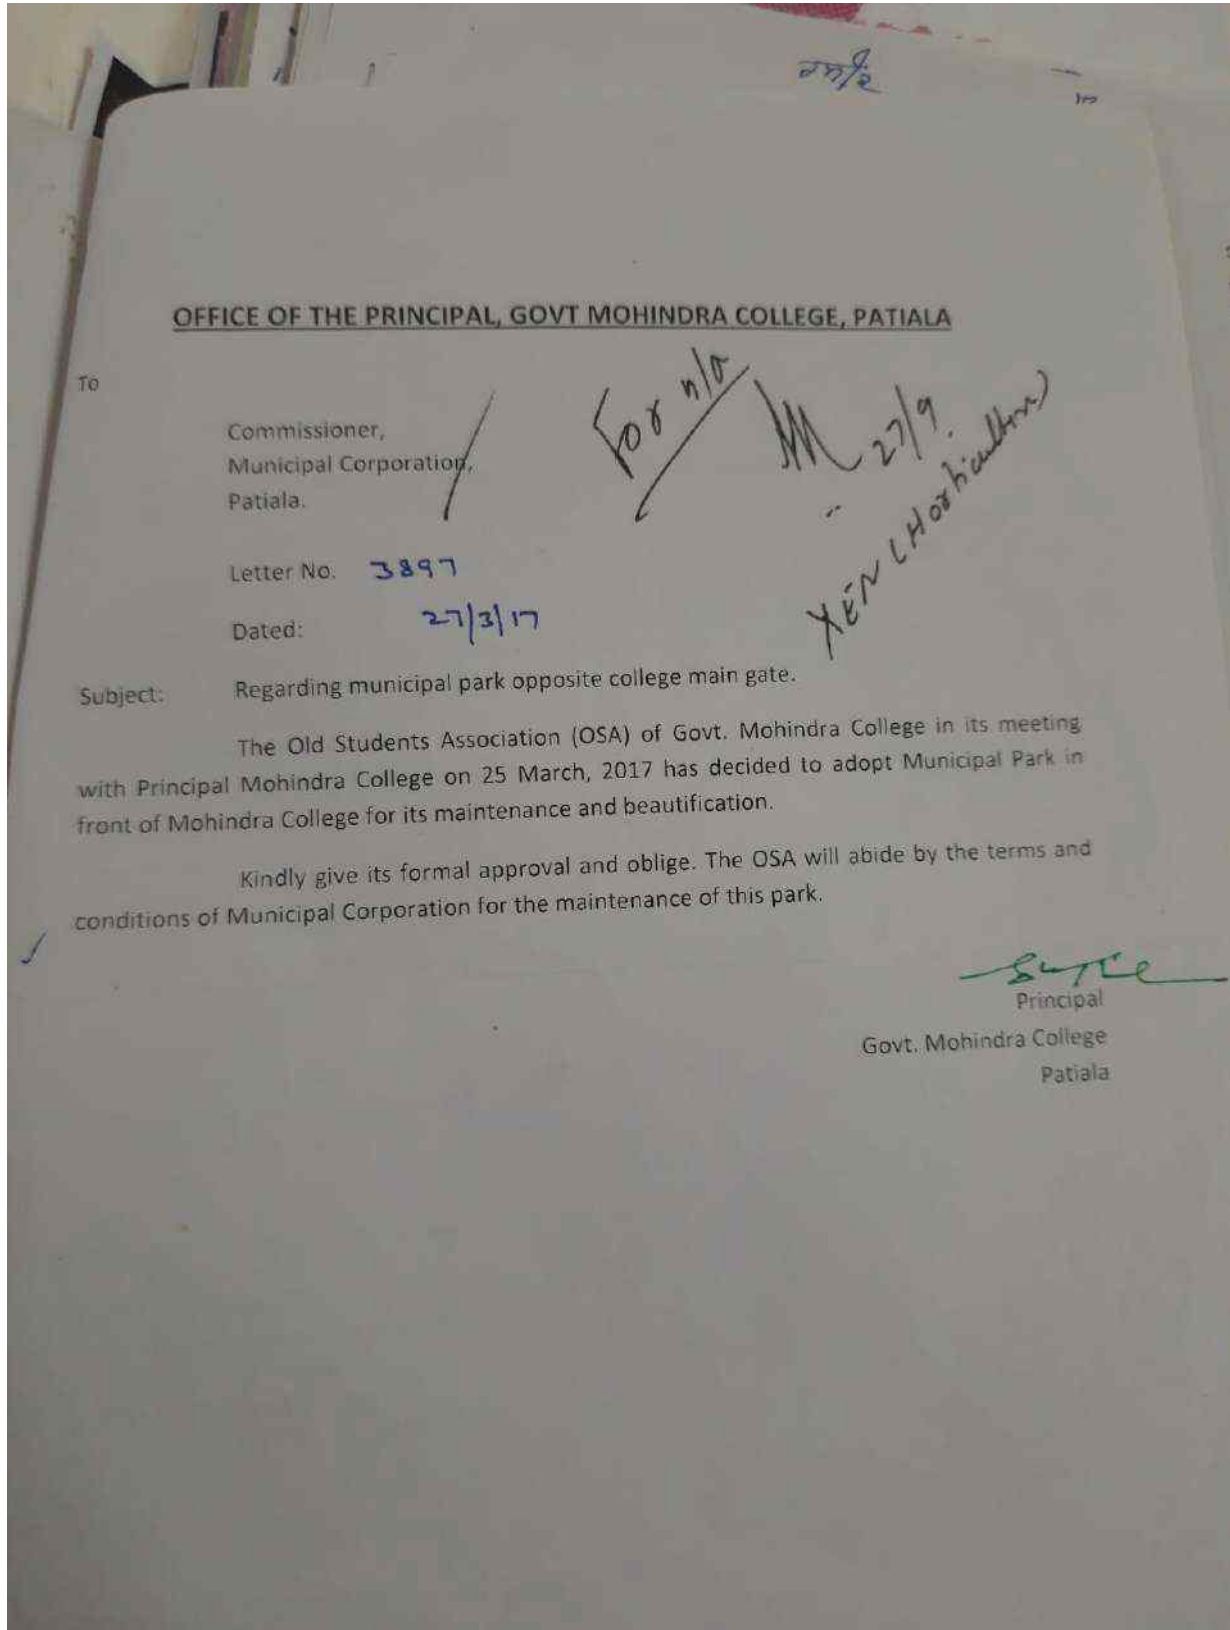 OFFICE OF THE PRINCIPAL, GOVT MOHINDRA COLLEGE, PATIALA
To
For n/a
27/9
XEN (Horticulture)
Commissioner,
Municipal Corporation,
Patiala.
Letter No. 3897
Dated: 27/3/17
Subject: Regarding municipal park opposite college main gate.
The Old Students Association (OSA) of Govt. Mohindra College in its meeting
with Principal Mohindra College on 25 March, 2017 has decided to adopt Municipal Park in
front of Mohindra College for its maintenance and beautification.
Kindly give its formal approval and oblige. The OSA will abide by the terms and
conditions of Municipal Corporation for the maintenance of this park.
Principal
Govt. Mohindra College
Patiala